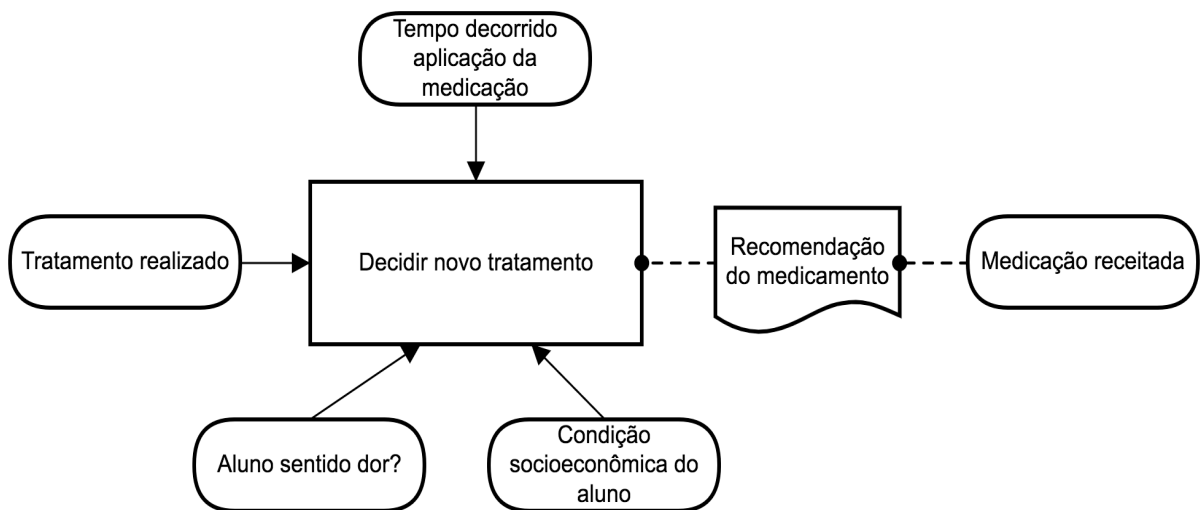 Tempo decorrido
aplicação da
medicação
Tratamento realizado
Decidir novo tratamento
Recomendação
do medicamento
Medicação receitada
Aluno sentido dor?
Condição
socioeconômica do
aluno